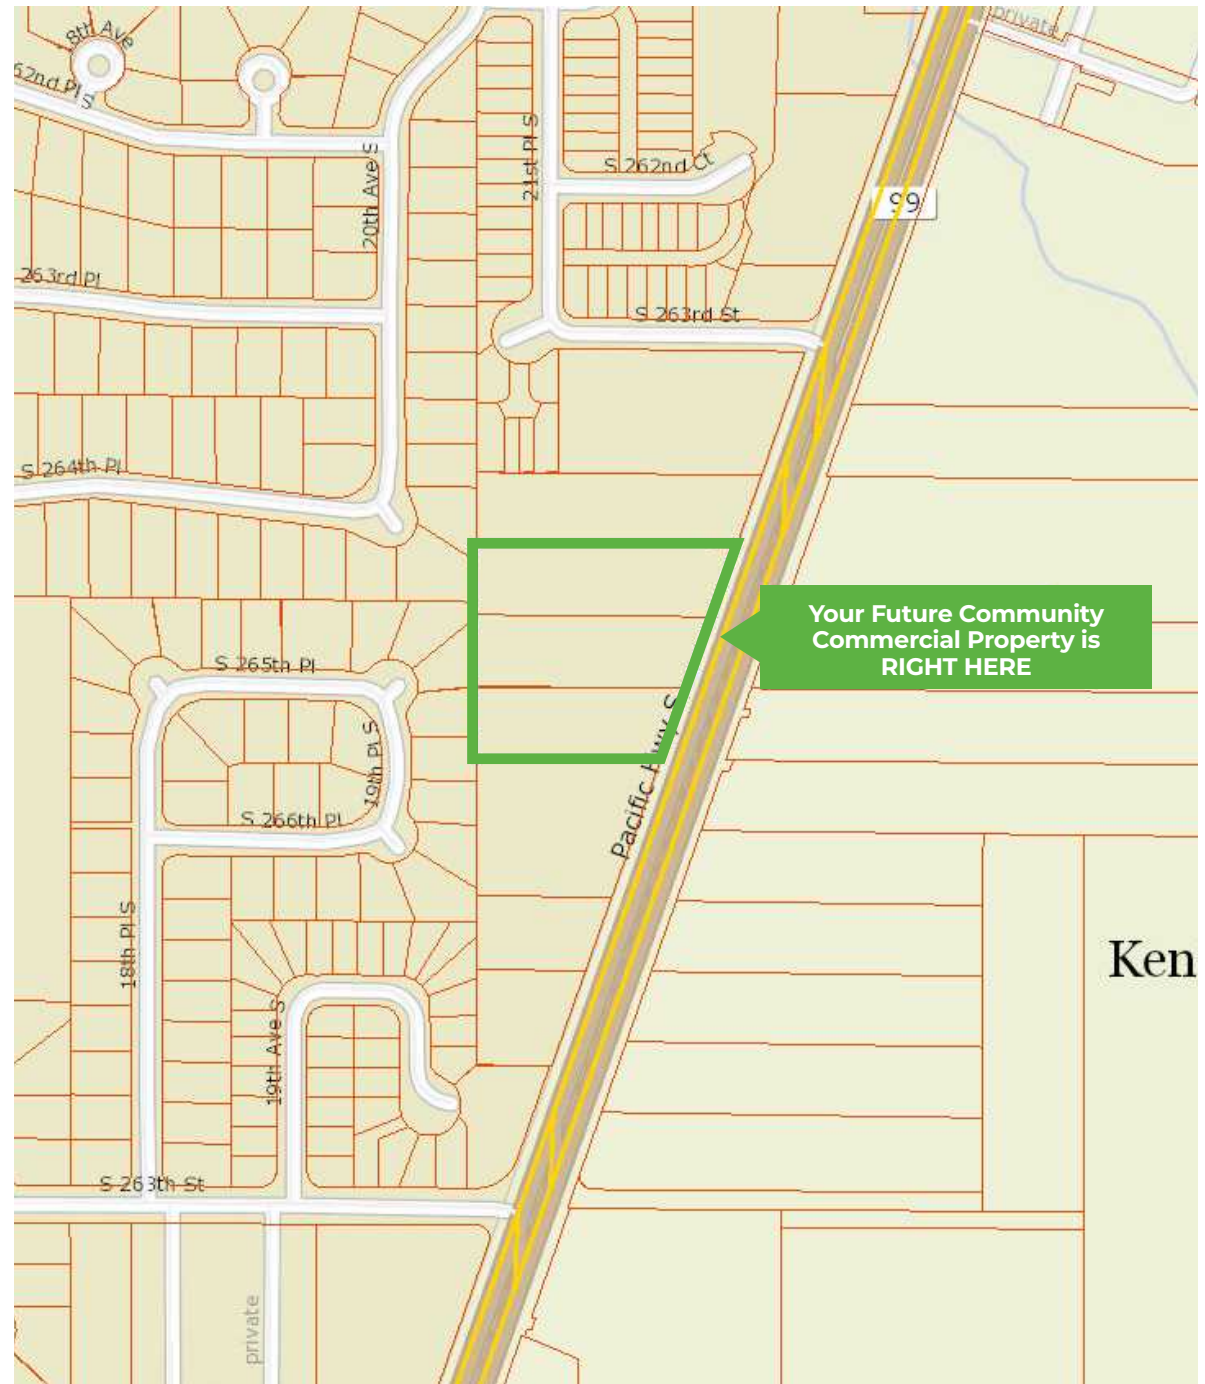 18th Ave
62nd Pl S
private
20th Ave S
21st Pl S
S 262nd Ct
99
263rd Pl
S 263rd St
S 264th Pl
Your Future Community
Commercial Property is
RIGHT HERE
S 265th Pl
19th Pl S
Pacific Hwy S
S 266th Pl
18th Pl S
Ken
19th Ave S
S 268th St
private